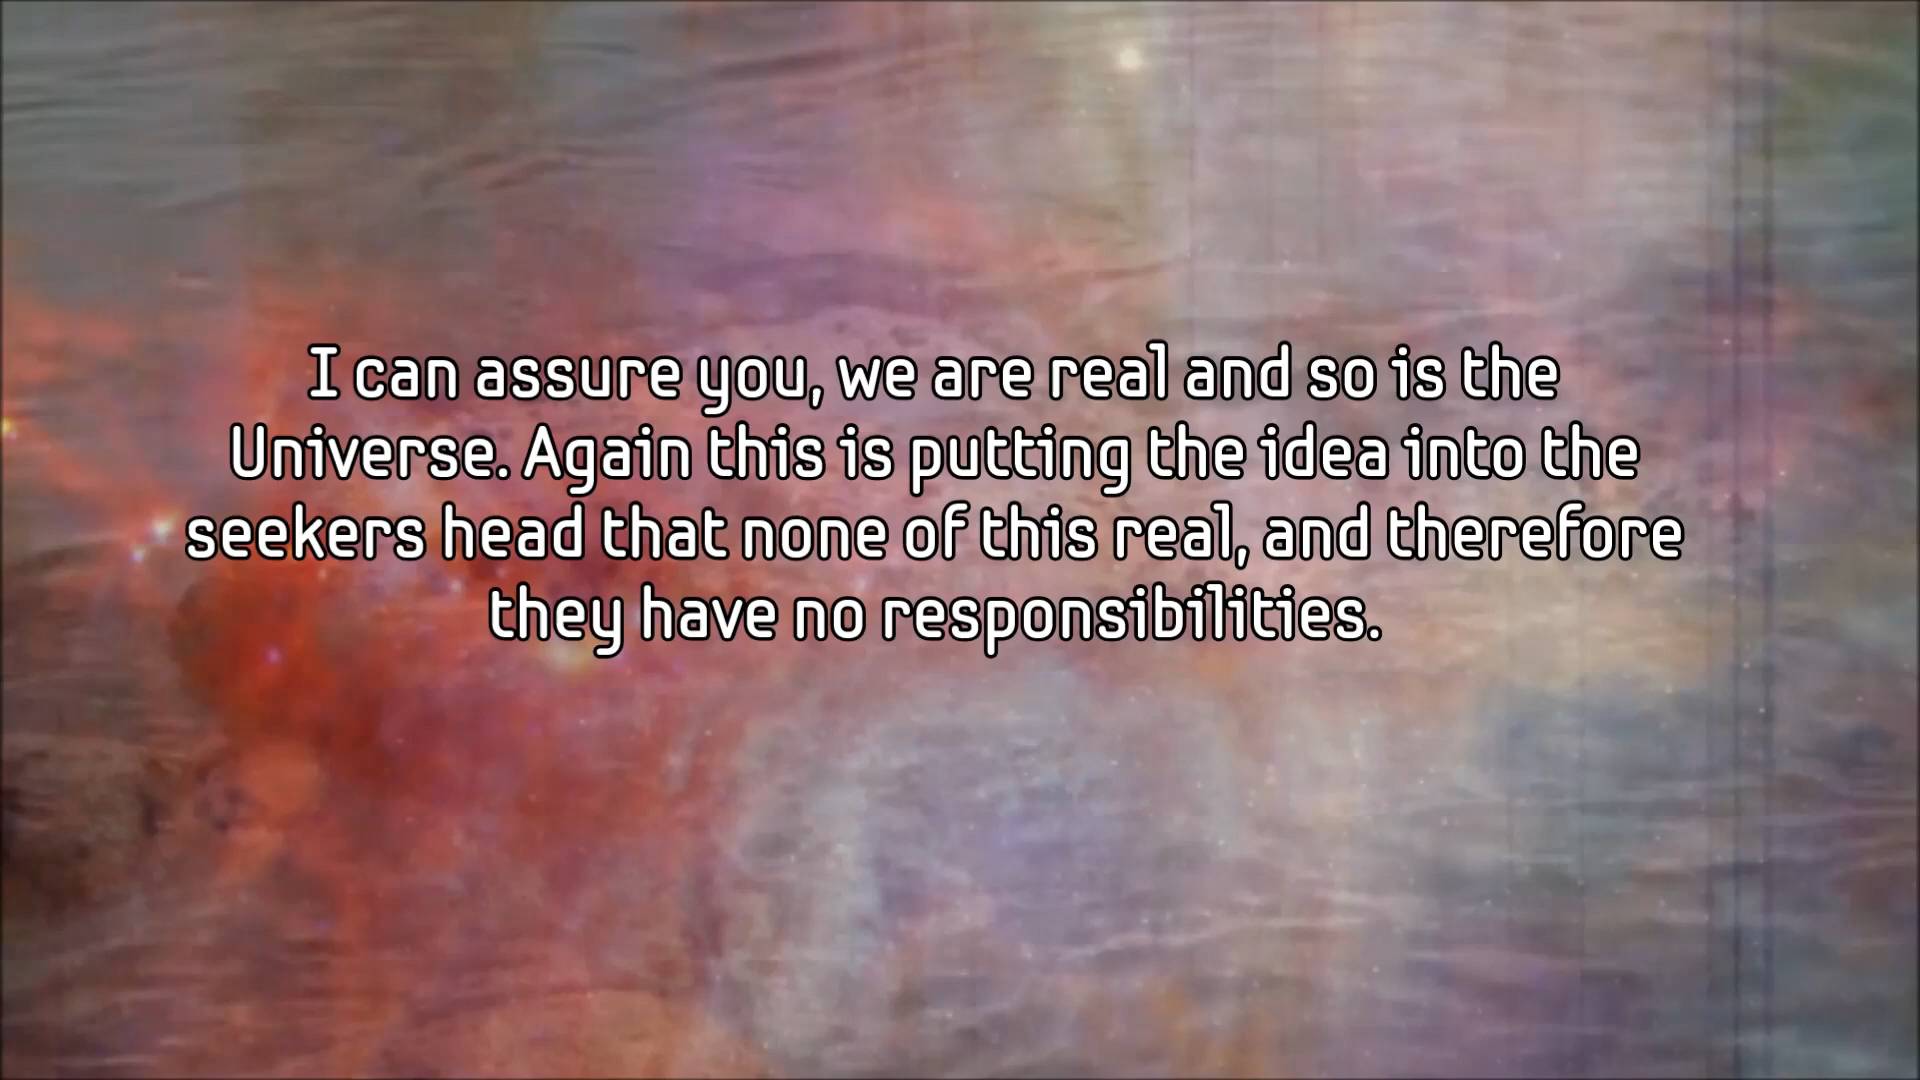 I can assure you, we are real and so is the
Universe. Again this is putting the idea into the
seekers head that none of this real, and therefore
they have no responsibilities.